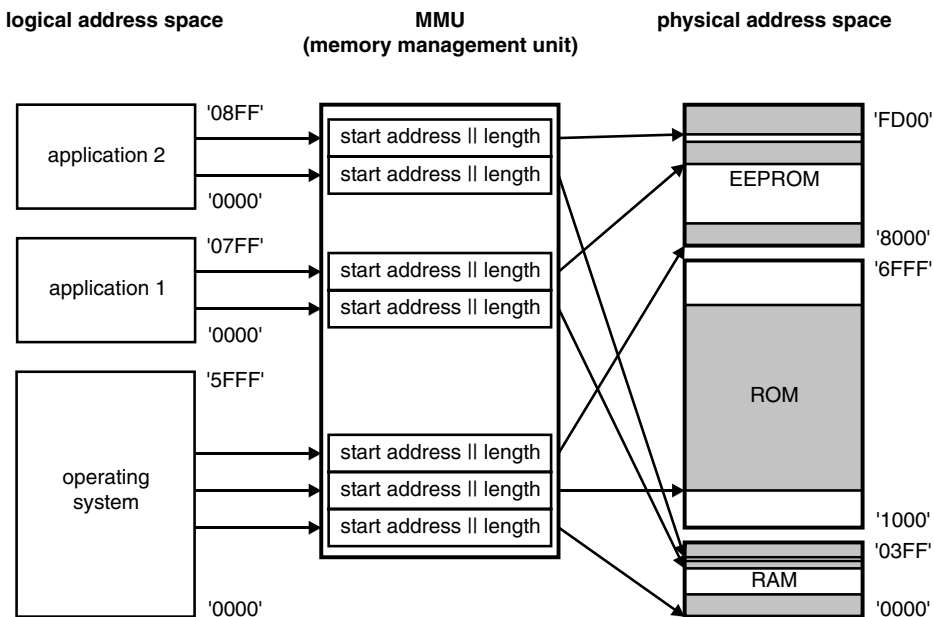 logical address space
MMU
(memory management unit)
physical address space
'08FF'
application 2
'0000'
'07FF'
application 1
'0000'
'5FFF'
operating
system
'0000'
start address || length
start address || length
start address || length
start address || length
start address || length
start address || length
start address || length
'FD00'
EEPROM
'8000'
'6FFF'
ROM
'1000'
'03FF'
RAM
'0000'